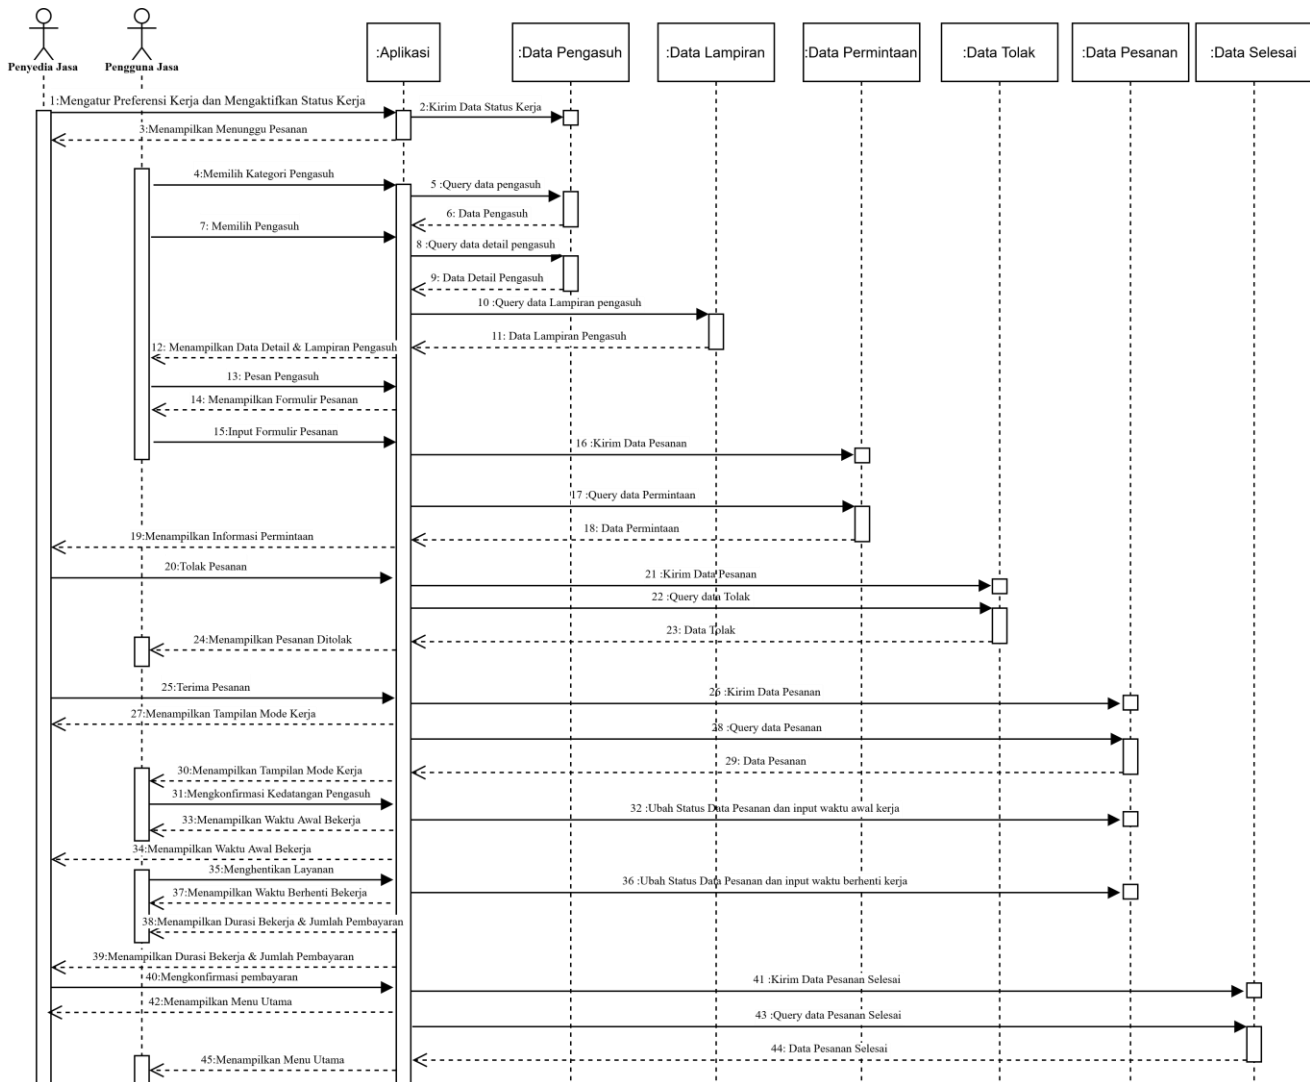 Penyedia Jasa
Pengguna Jasa
:Aplikasi
:Data Pengasuh
:Data Lampiran
:Data Permintaan
:Data Tolak
:Data Pesanan
:Data Selesai
1:Mengatur Preferensi Kerja dan Mengaktifkan Status Kerja
2:Kirim Data Status Kerja
3:Menampilkan Menunggu Pesanan
4:Memilih Kategori Pengasuh
5 :Query data pengasuh
6: Data Pengasuh
7: Memilih Pengasuh
8 :Query data detail pengasuh
9: Data Detail Pengasuh
10 :Query data Lampiran pengasuh
11: Data Lampiran Pengasuh
12: Menampilkan Data Detail & Lampiran Pengasuh
13: Pesan Pengasuh
14: Menampilkan Formulir Pesanan
15:Input Formulir Pesanan
16 :Kirim Data Pesanan
17 :Query data Permintaan
18: Data Permintaan
19:Menampilkan Informasi Permintaan
20:Tolak Pesanan
21 :Kirim Data Pesanan
22 :Query data Tolak
23: Data Tolak
24:Menampilkan Pesanan Ditolak
25:Terima Pesanan
26 :Kirim Data Pesanan
27:Menampilkan Tampilan Mode Kerja
28 :Query data Pesanan
29: Data Pesanan
30:Menampilkan Tampilan Mode Kerja
31:Mengkonfirmasi Kedatangan Pengasuh
32 :Ubah Status Data Pesanan dan input waktu awal kerja
33:Menampilkan Waktu Awal Bekerja
34:Menampilkan Waktu Awal Bekerja
35:Menghentikan Layanan
36 :Ubah Status Data Pesanan dan input waktu berhenti kerja
37:Menampilkan Waktu Berhenti Bekerja
38:Menampilkan Durasi Bekerja & Jumlah Pembayaran
39:Menampilkan Durasi Bekerja & Jumlah Pembayaran
40:Mengkonfirmasi pembayaran
41 :Kirim Data Pesanan Selesai
42:Menampilkan Menu Utama
43 :Query data Pesanan Selesai
44: Data Pesanan Selesai
45:Menampilkan Menu Utama